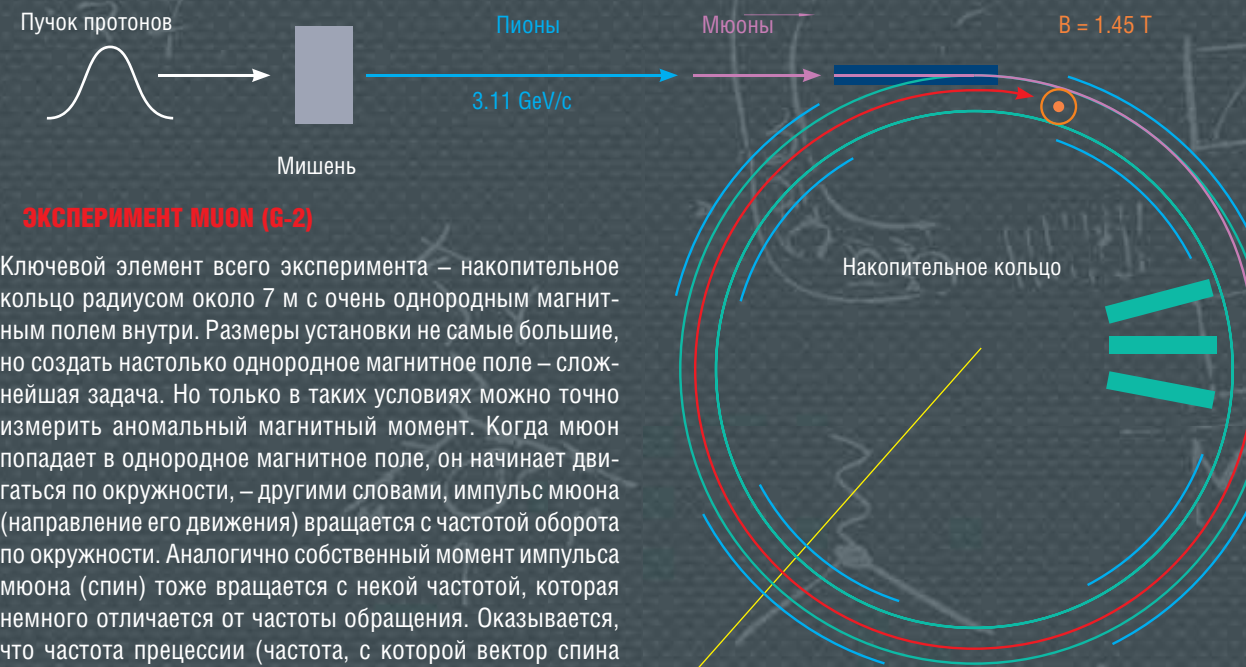 Пучок протонов
Пионы
Мюоны
B = 1.45 T
3.11 GeV/c
Мишень
ЭКСПЕРИМЕНТ MUON (G-2)
Ключевой элемент всего эксперимента – накопительное
кольцо радиусом около 7 м с очень однородным магнит-
ным полем внутри. Размеры установки не самые большие,
но создать настолько однородное магнитное поле – слож-
нейшая задача. Но только в таких условиях можно точно
измерить аномальный магнитный момент. Когда мюон
попадает в однородное магнитное поле, он начинает дви-
гаться по окружности, – другими словами, импульс мюона
(направление его движения) вращается с частотой оборота
по окружности. Аналогично собственный момент импульса
мюона (спин) тоже вращается с некой частотой, которая
немного отличается от частоты обращения. Оказывается,
что частота прецессии (частота, с которой вектор спина
Накопительное кольцо